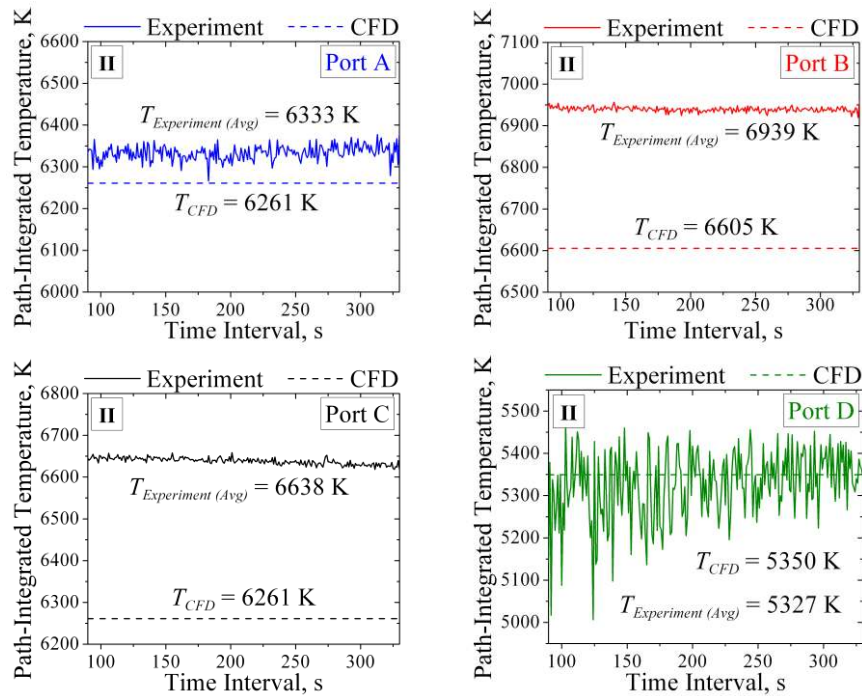 Experiment CFD
II
Port A
T_Experiment (Avg) = 6333 K
T_CFD = 6261 K
Path-Integrated Temperature, K
6600
6500
6400
6300
6200
6100
6000
100 150 200 250 300
Time Interval, s
Experiment CFD
II
Port B
T_Experiment (Avg) = 6939 K
T_CFD = 6605 K
Path-Integrated Temperature, K
7100
7000
6900
6800
6700
6600
6500
100 150 200 250 300
Time Interval, s
Experiment CFD
II
Port C
T_Experiment (Avg) = 6638 K
T_CFD = 6261 K
Path-Integrated Temperature, K
6800
6700
6600
6500
6400
6300
6200
100 150 200 250 300
Time Interval, s
Experiment CFD
II
Port D
T_CFD = 5350 K
T_Experiment (Avg) = 5327 K
Path-Integrated Temperature, K
5500
5400
5300
5200
5100
5000
100 150 200 250 300
Time Interval, s